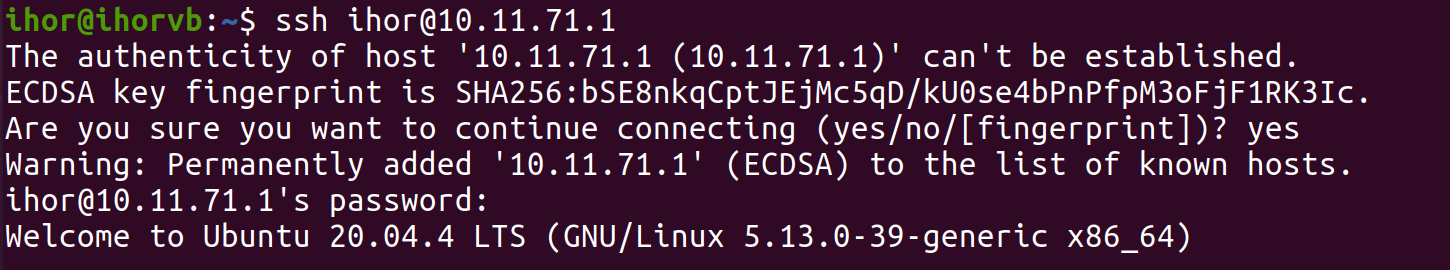 ihor@ihorvb:~$ ssh ihor@10.11.71.1
The authenticity of host '10.11.71.1 (10.11.71.1)' can't be established.
ECDSA key fingerprint is SHA256:bSE8nkqCptJEjMc5qD/kU0se4bPnPfpM3oFjF1RK3Ic.
Are you sure you want to continue connecting (yes/no/[fingerprint])? yes
Warning: Permanently added '10.11.71.1' (ECDSA) to the list of known hosts.
ihor@10.11.71.1's password:
Welcome to Ubuntu 20.04.4 LTS (GNU/Linux 5.13.0-39-generic x86_64)